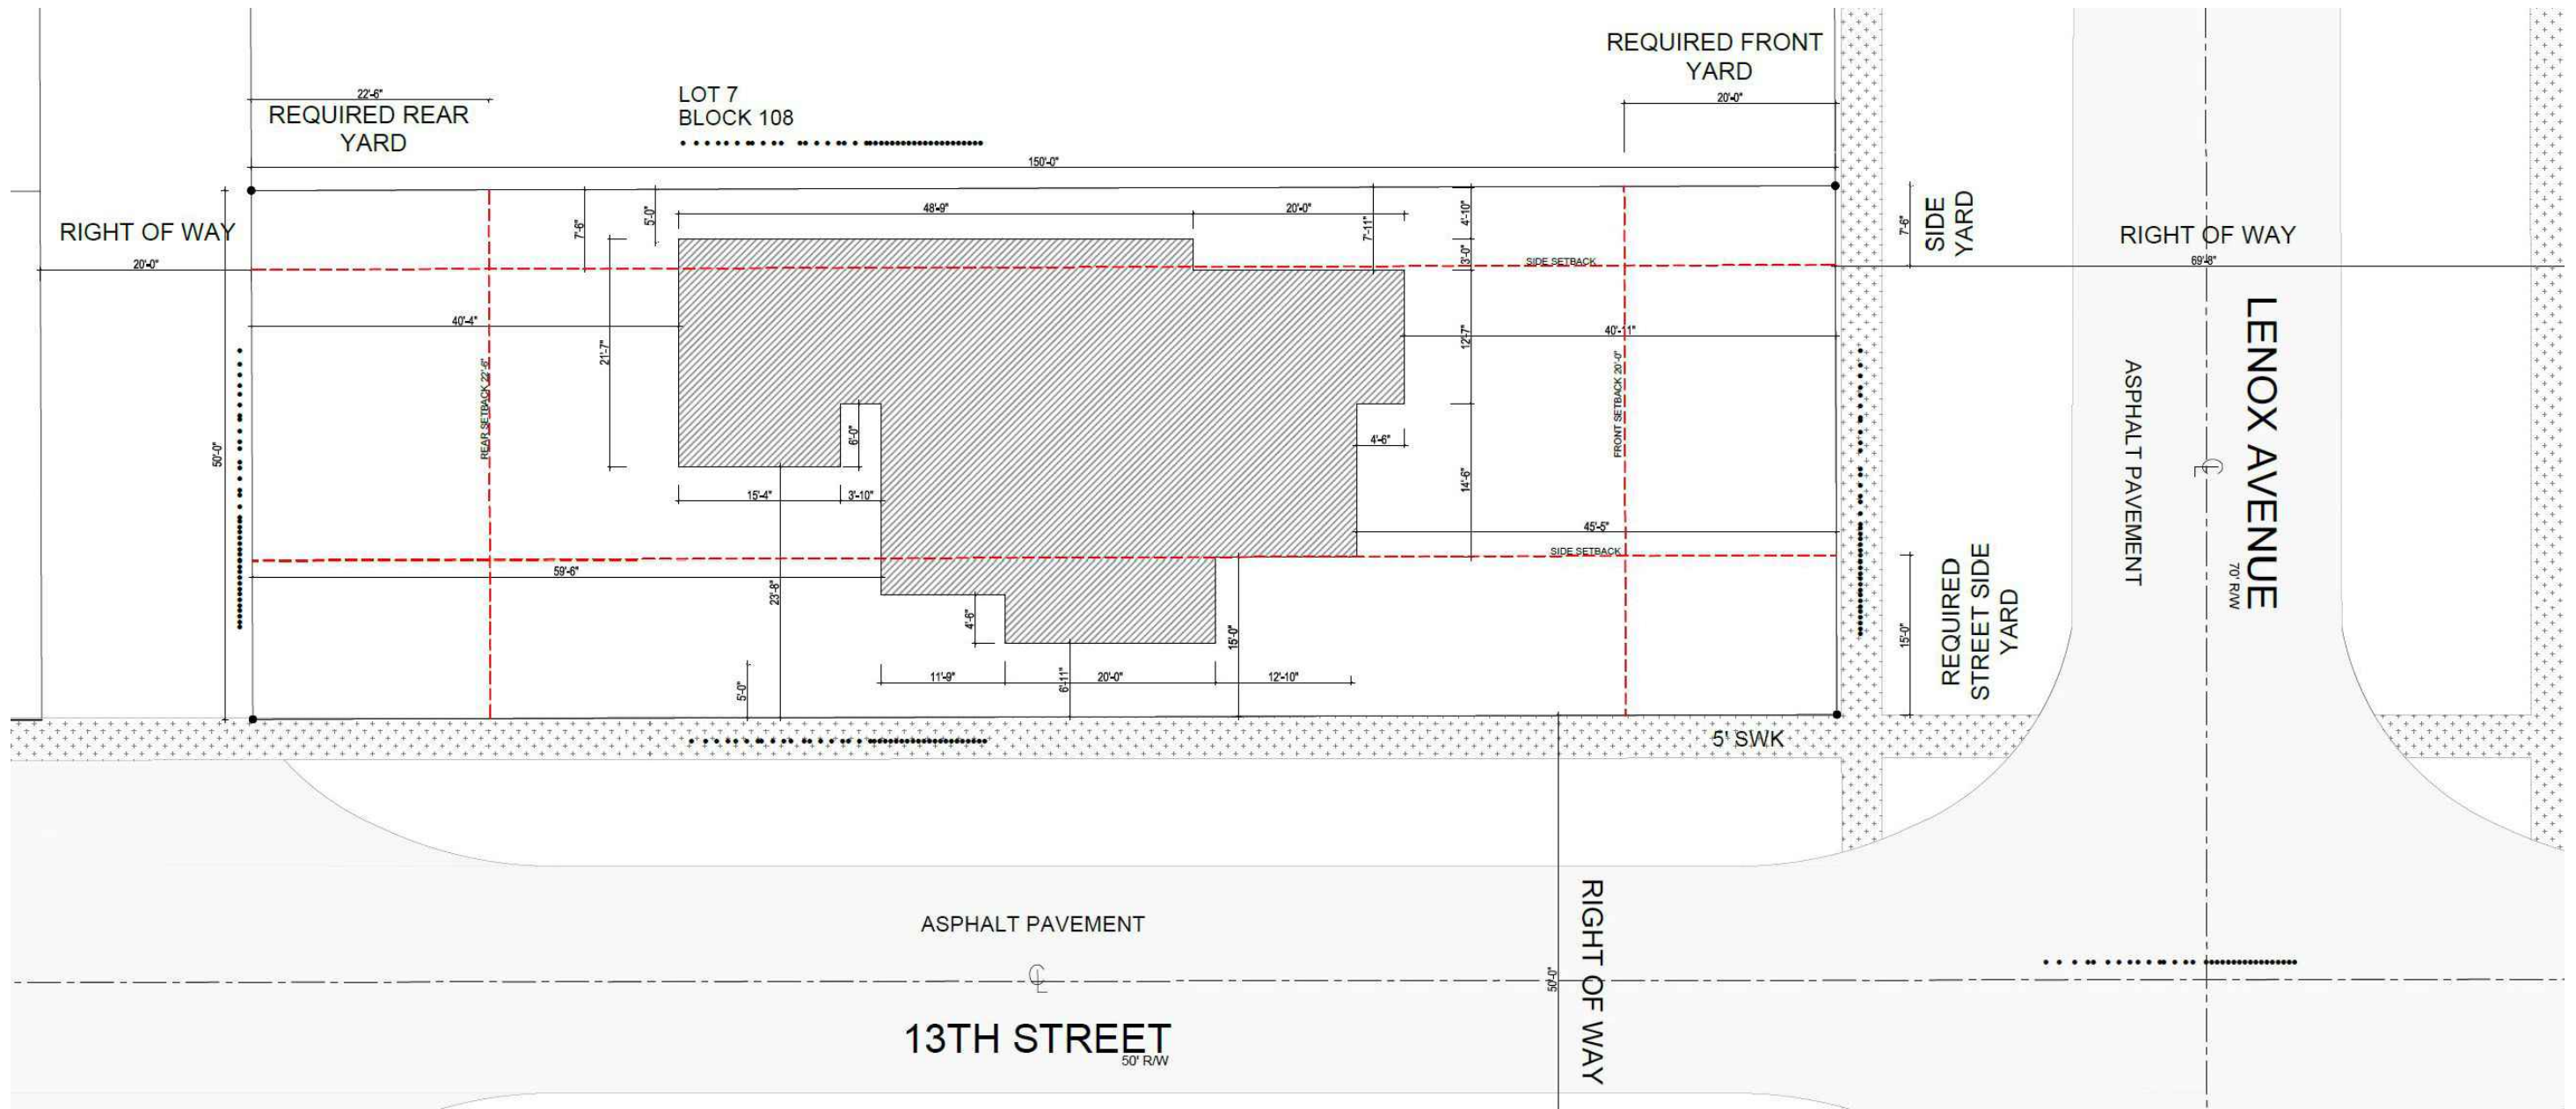 REQUIRED FRONT
YARD
20'-0"
22'-6"
REQUIRED REAR
YARD
LOT 7
BLOCK 108
150'-0"
RIGHT OF WAY
20'-0"
7'-6"
5'-0"
48'-9"
20'-0"
7'-11"
4'-10"
3'-0"
SIDE SETBACK
7'-6"
SIDE
YARD
RIGHT OF WAY
69'-8"
40'-4"
21'-7"
12'-7"
40'-11"
REAR SETBACK 22'-6"
FRONT SETBACK 20'-0"
50'-0"
6'-0"
4'-6"
15'-4"
3'-10"
14'-6"
45'-5"
SIDE SETBACK
59'-6"
23'-8"
4'-6"
15'-0"
11'-9"
6'-11"
20'-0"
12'-10"
5'-0"
15'-0"
REQUIRED
STREET SIDE
YARD
ASPHALT PAVEMENT
CL
LENOX AVENUE
70' R/W
5' SWK
ASPHALT PAVEMENT
CL
13TH STREET
50' R/W
50'-0"
RIGHT OF WAY